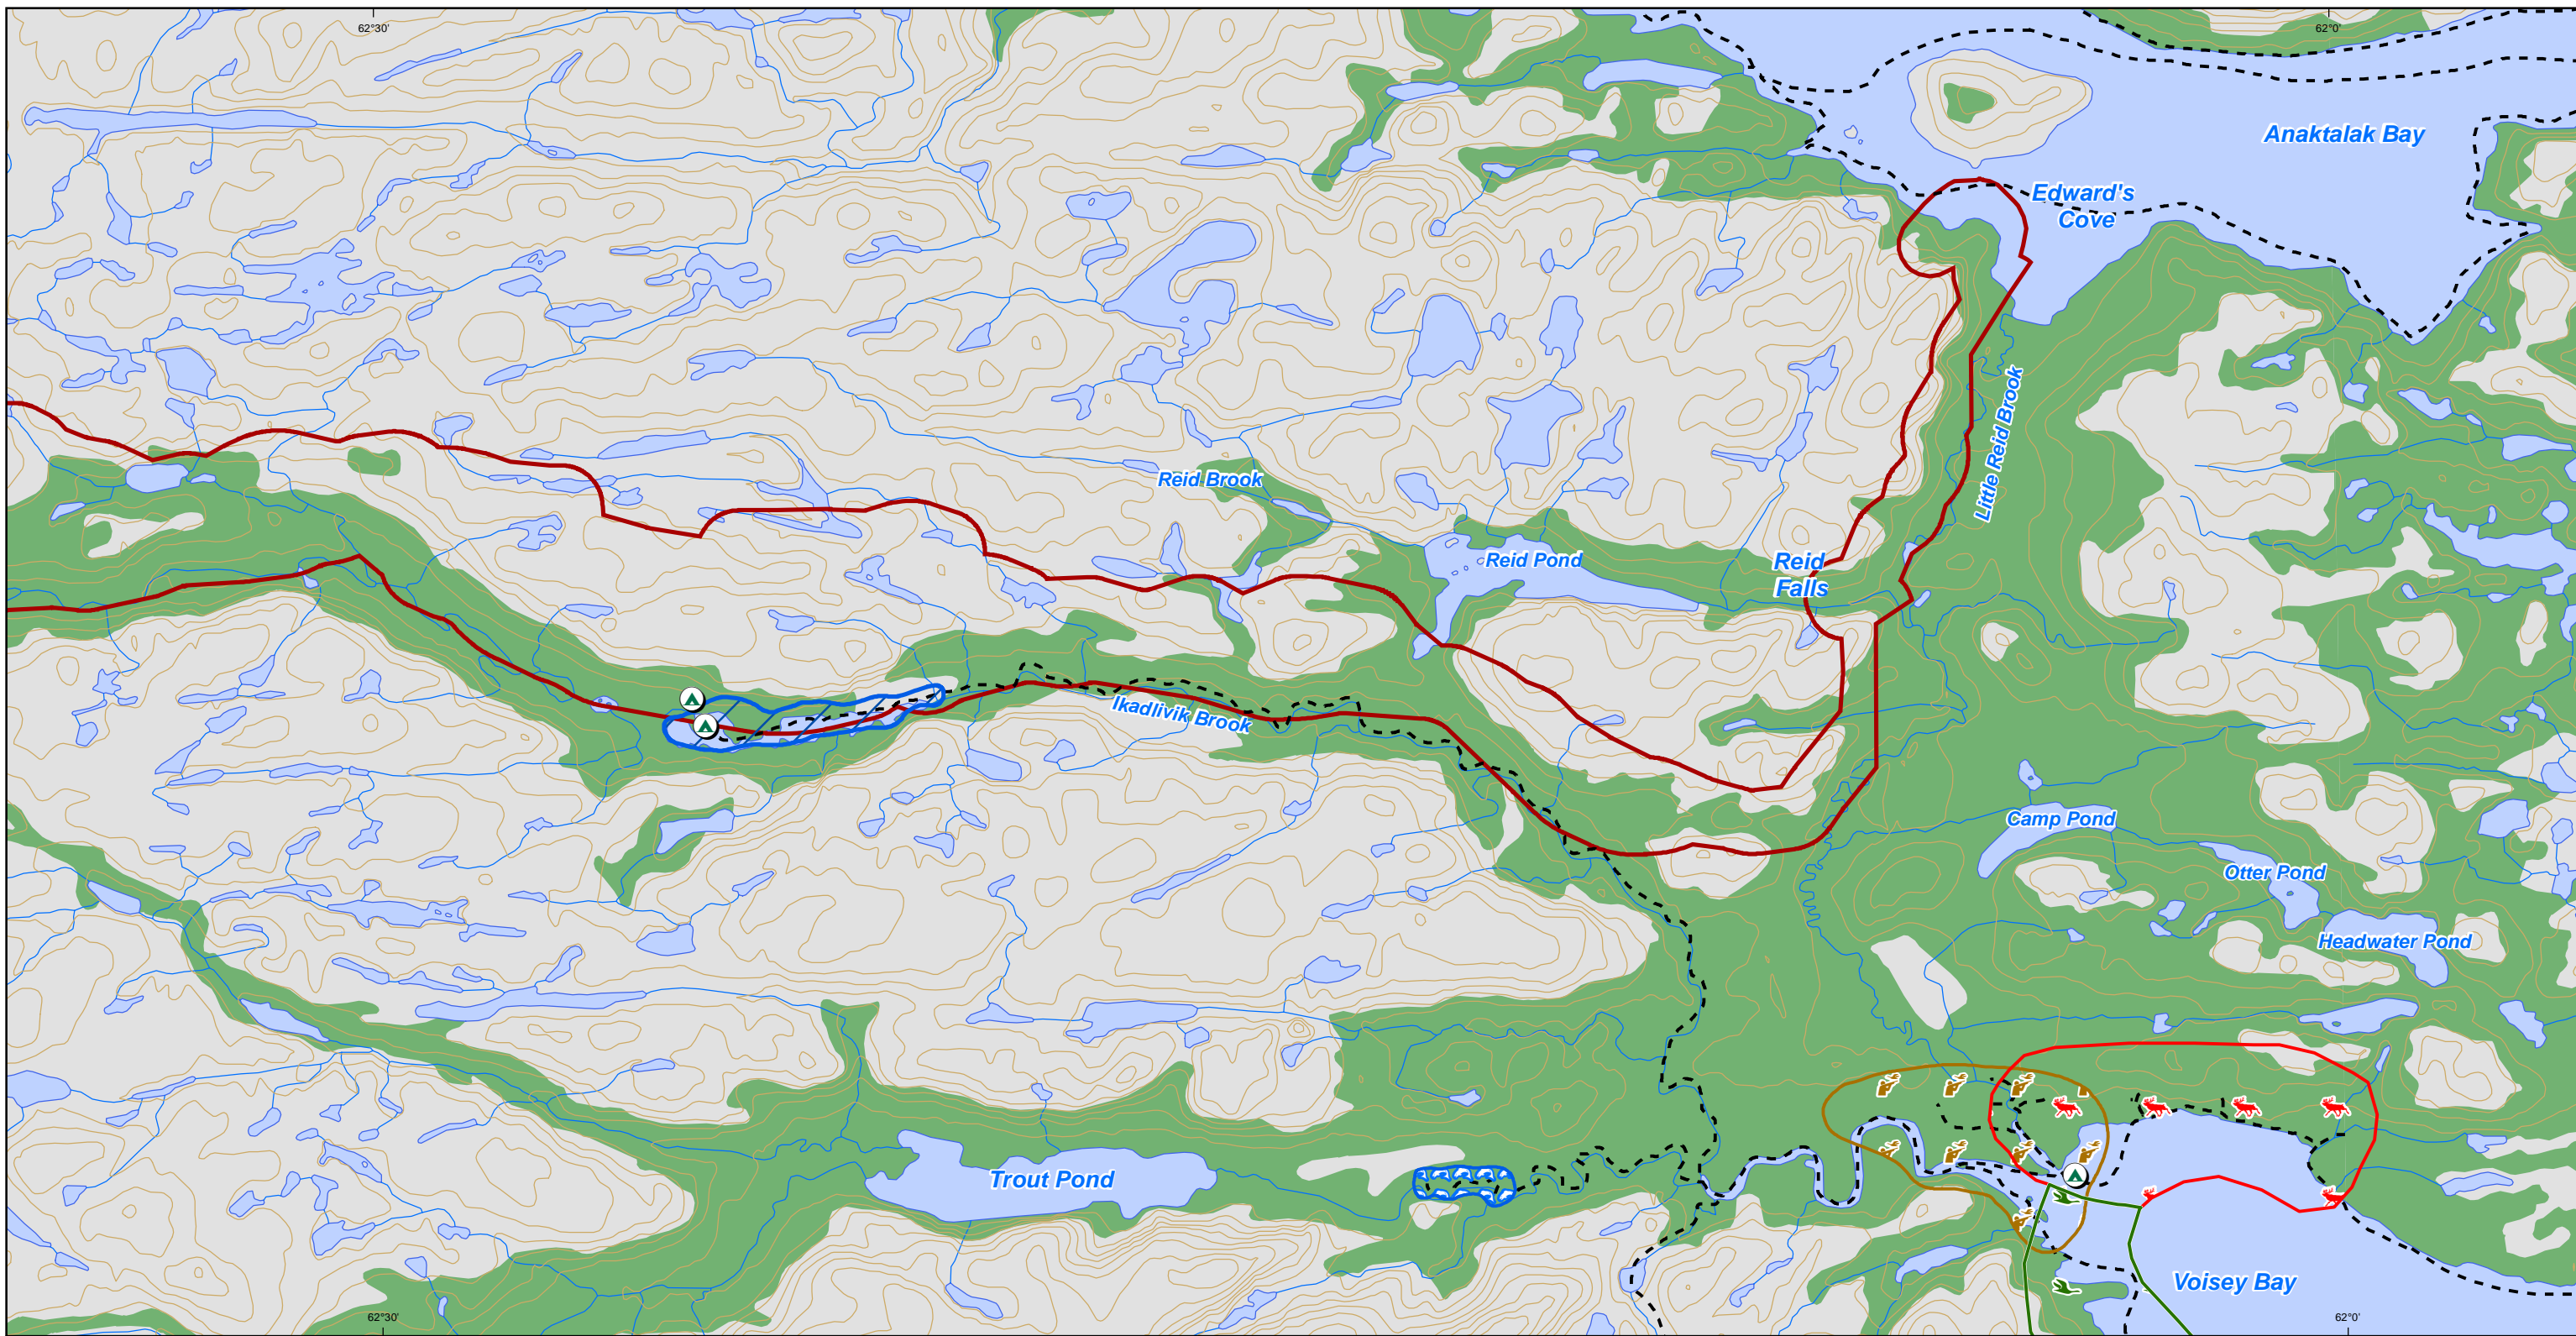 62°30'
62°0'
Anaktalak Bay
Edward's
Cove
Little Reid Brook
Reid Brook
Reid Pond
Reid
Falls
Ikadlivik Brook
Camp Pond
Otter Pond
Headwater Pond
Trout Pond
Voisey Bay
62°30'
62°0'